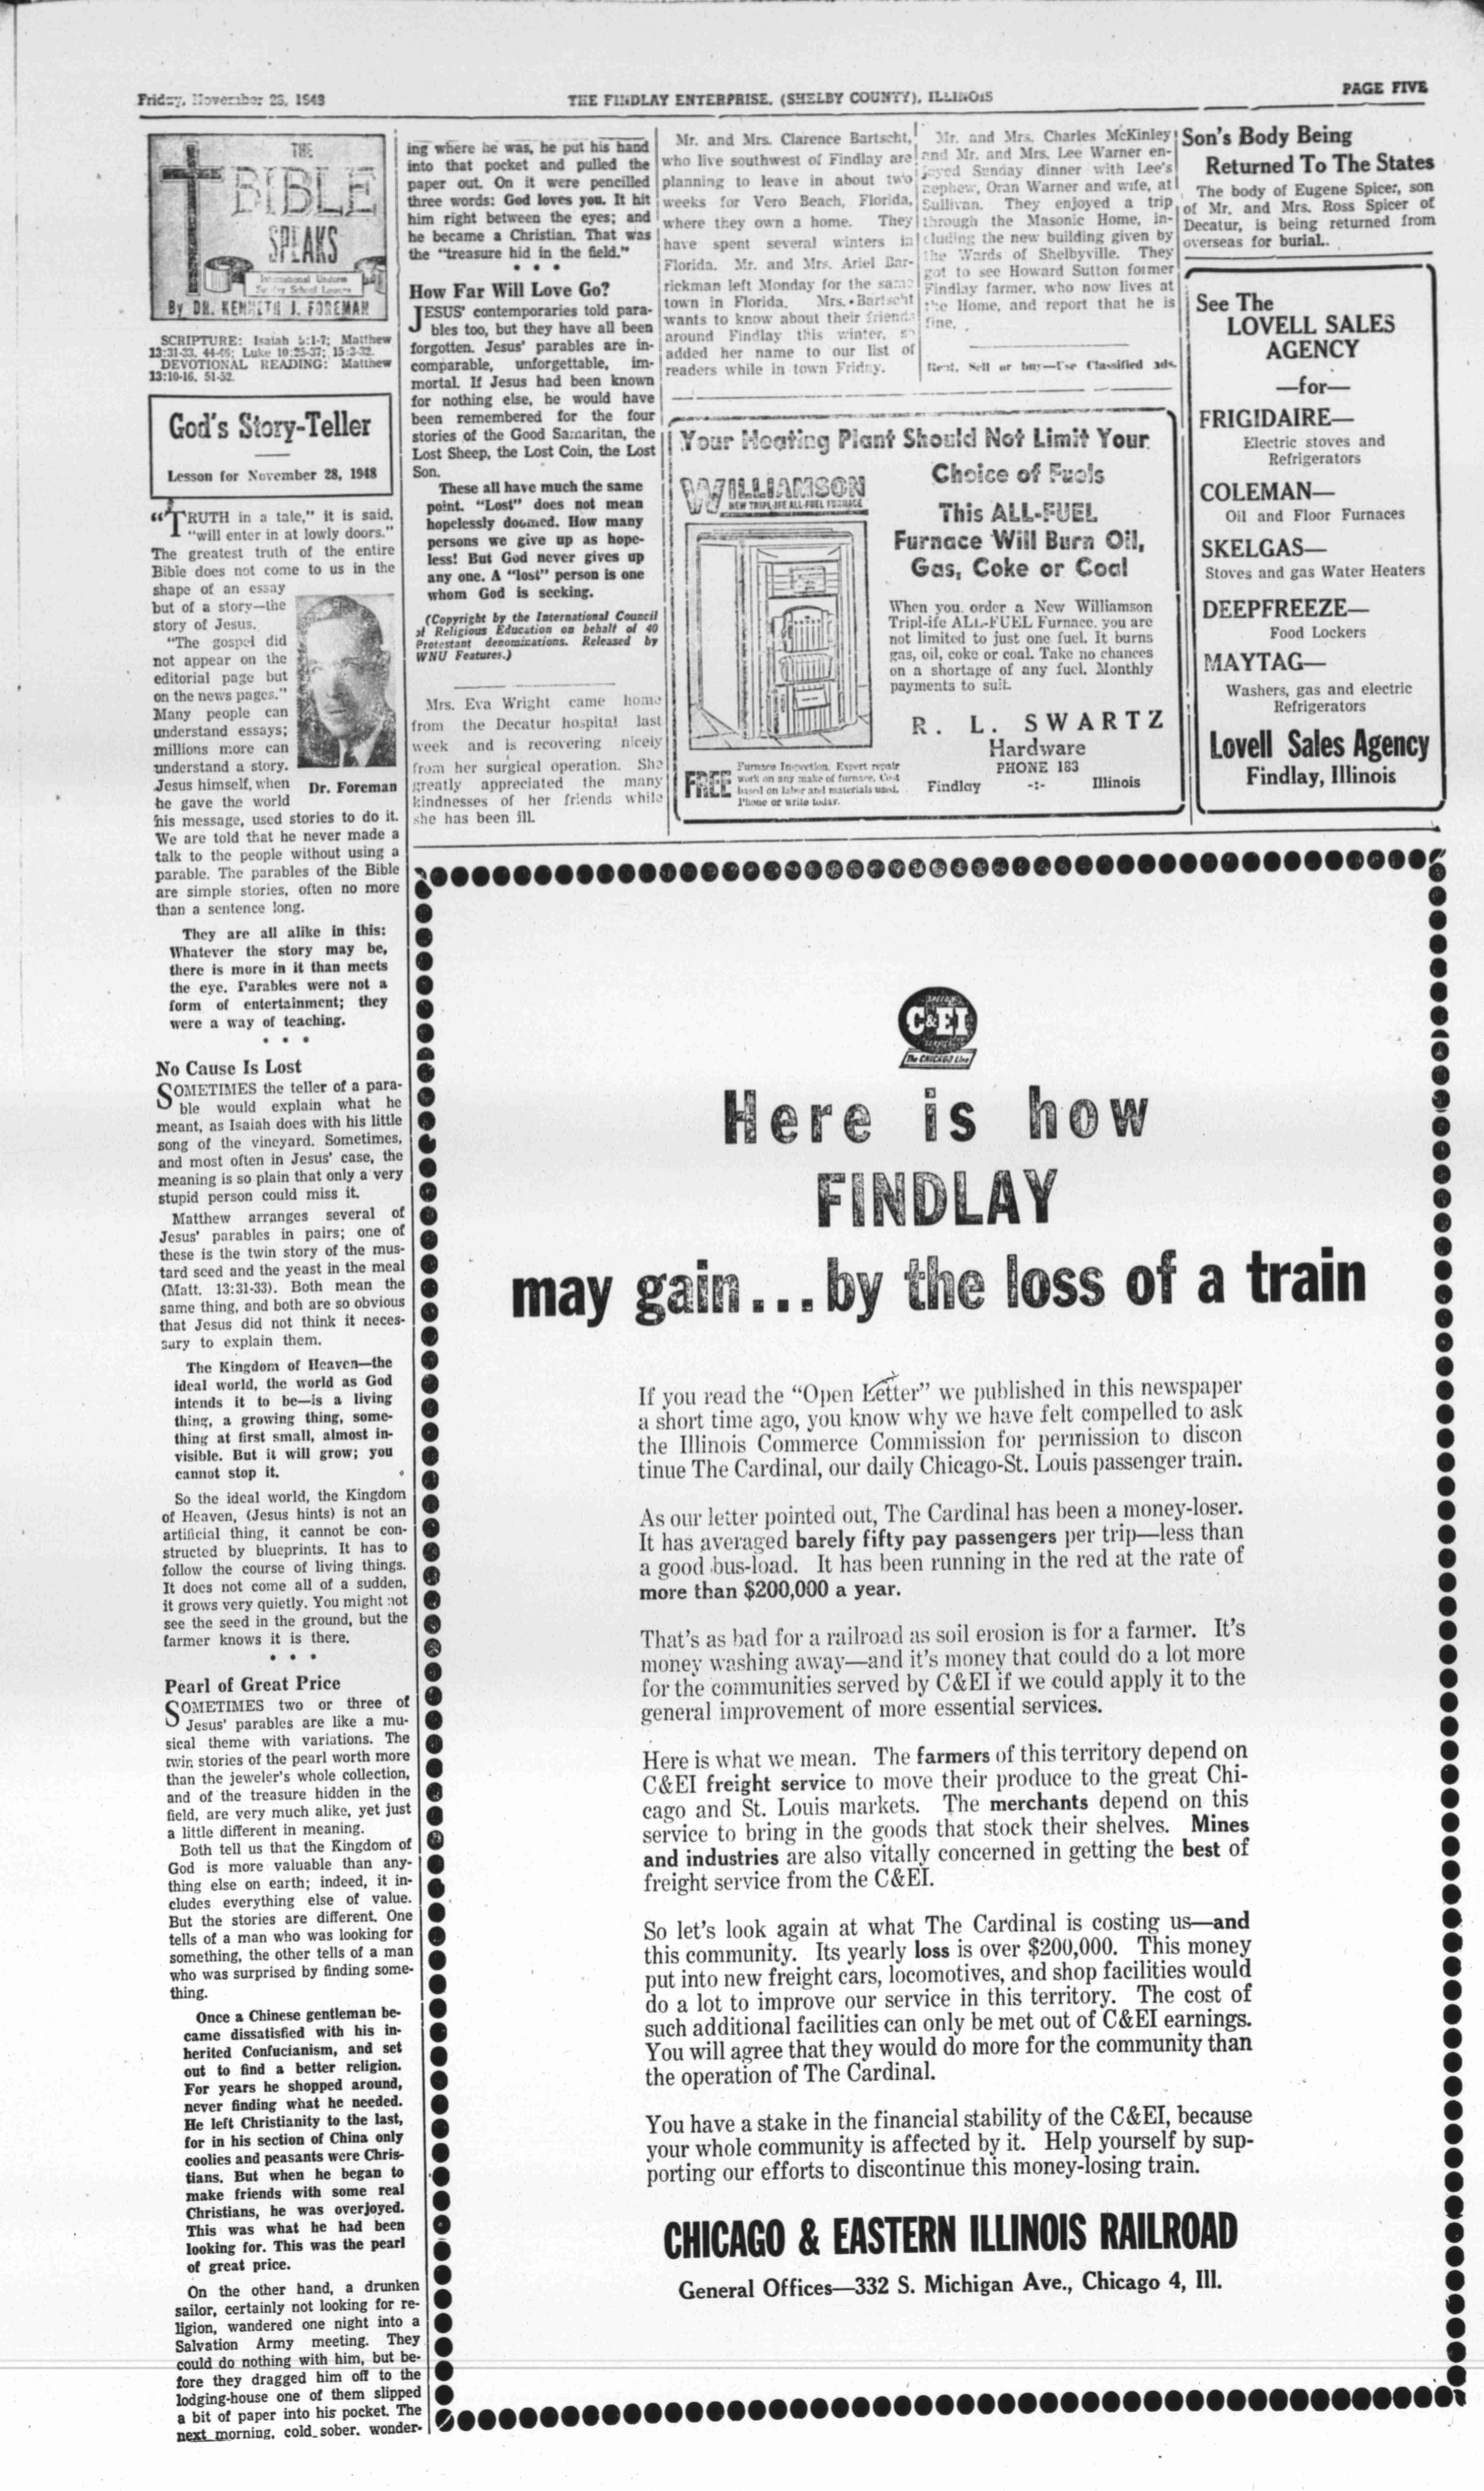 Friday, November 26, 1948
THE FINDLAY ENTERPRISE, (SHELBY COUNTY), ILLINOIS
PAGE FIVE
THE
BIBLE
SPEAKS
International Uniform
Sunday School Lessons
By DR. KENNETH J. FOREMAN
SCRIPTURE: Isaiah 5:1-7; Matthew
13:31-33, 44-46; Luke 10:25-37; 15:3-32.
DEVOTIONAL READING: Matthew
13:10-16, 51-52.
God's Story-Teller
Lesson for November 28, 1948
"TRUTH in a tale," it is said,
"will enter in at lowly doors."
The greatest truth of the entire
Bible does not come to us in the
shape of an essay
but of a story—the
story of Jesus.
"The gospel did
not appear on the
editorial page but
on the news pages."
Many people can
understand essays;
millions more can
understand a story.
Jesus himself, when
he gave the world
Dr. Foreman
his message, used stories to do it.
We are told that he never made a
talk to the people without using a
parable. The parables of the Bible
are simple stories, often no more
than a sentence long.
They are all alike in this:
Whatever the story may be,
there is more in it than meets
the eye. Parables were not a
form of entertainment; they
were a way of teaching.
* * *
No Cause Is Lost
SOMETIMES the teller of a para-
ble would explain what he
meant, as Isaiah does with his little
song of the vineyard. Sometimes,
and most often in Jesus' case, the
meaning is so plain that only a very
stupid person could miss it.
Matthew arranges several of
Jesus' parables in pairs; one of
these is the twin story of the mus-
tard seed and the yeast in the meal
(Matt. 13:31-33). Both mean the
same thing, and both are so obvious
that Jesus did not think it neces-
sary to explain them.
The Kingdom of Heaven—the
ideal world, the world as God
intends it to be—is a living
thing, a growing thing, some-
thing at first small, almost in-
visible. But it will grow; you
cannot stop it.
So the ideal world, the Kingdom
of Heaven, (Jesus hints) is not an
artificial thing, it cannot be con-
structed by blueprints. It has to
follow the course of living things.
It does not come all of a sudden,
it grows very quietly. You might not
see the seed in the ground, but the
farmer knows it is there.
* * *
Pearl of Great Price
SOMETIMES two or three of
Jesus' parables are like a mu-
sical theme with variations. The
twin stories of the pearl worth more
than the jeweler's whole collection,
and of the treasure hidden in the
field, are very much alike, yet just
a little different in meaning.
Both tell us that the Kingdom of
God is more valuable than any-
thing else on earth; indeed, it in-
cludes everything else of value.
But the stories are different. One
tells of a man who was looking for
something, the other tells of a man
who was surprised by finding some-
thing.
Once a Chinese gentleman be-
came dissatisfied with his in-
herited Confucianism, and set
out to find a better religion.
For years he shopped around,
never finding what he needed.
He left Christianity to the last,
for in his section of China only
coolies and peasants were Chris-
tians. But when he began to
make friends with some real
Christians, he was overjoyed.
This was what he had been
looking for. This was the pearl
of great price.
On the other hand, a drunken
sailor, certainly not looking for re-
ligion, wandered one night into a
Salvation Army meeting. They
could do nothing with him, but be-
fore they dragged him off to the
lodging-house one of them slipped
a bit of paper into his pocket. The
next morning, cold sober, wonder-
ing where he was, he put his hand
into that pocket and pulled the
paper out. On it were pencilled
three words: God loves you. It hit
him right between the eyes; and
he became a Christian. That was
the "treasure hid in the field."
* * *
How Far Will Love Go?
JESUS' contemporaries told para-
bles too, but they have all been
forgotten. Jesus' parables are in-
comparable, unforgettable, im-
mortal. If Jesus had been known
for nothing else, he would have
been remembered for the four
stories of the Good Samaritan, the
Lost Sheep, the Lost Coin, the Lost
Son.
These all have much the same
point. "Lost" does not mean
hopelessly doomed. How many
persons we give up as hope-
less! But God never gives up
any one. A "lost" person is one
whom God is seeking.
(Copyright by the International Council
of Religious Education on behalf of 40
Protestant denominations. Released by
WNU Features.)
Mrs. Eva Wright came home
from the Decatur hospital last
week and is recovering nicely
from her surgical operation. She
greatly appreciated the many
kindnesses of her friends while
she has been ill.
Mr. and Mrs. Clarence Bartscht,
who live southwest of Findlay are
planning to leave in about two
weeks for Vero Beach, Florida,
where they own a home. They
have spent several winters in
Florida. Mr. and Mrs. Ariel Bar-
rickman left Monday for the same
town in Florida. Mrs. Bartscht
wants to know about their friends
around Findlay this winter, so
added her name to our list of
readers while in town Friday.
Mr. and Mrs. Charles McKinley
and Mr. and Mrs. Lee Warner en-
joyed Sunday dinner with Lee's
nephew, Oran Warner and wife, at
Sullivan. They enjoyed a trip
through the Masonic Home, in-
cluding the new building given by
the Wards of Shelbyville. They
got to see Howard Sutton former
Findlay farmer, who now lives at
the Home, and report that he is
fine.
Rent, Sell or buy—Use Classified ads.
Son's Body Being
Returned To The States
The body of Eugene Spicer, son
of Mr. and Mrs. Ross Spicer of
Decatur, is being returned from
overseas for burial..
Your Heating Plant Should Not Limit Your
Choice of Fuels
WILLIAMSON
NEW TRIPL-IFE ALL-FUEL FURNACE
This ALL-FUEL
Furnace Will Burn Oil,
Gas, Coke or Coal
When you order a New Williamson
Tripl-ife ALL-FUEL Furnace, you are
not limited to just one fuel. It burns
gas, oil, coke or coal. Take no chances
on a shortage of any fuel. Monthly
payments to suit.
R. L. SWARTZ
Hardware
PHONE 183
Findlay -:- Illinois
FREE
Furnace Inspection. Expert repair
work on any make of furnace. Cost
based on labor and materials used.
Phone or write today.
See The
LOVELL SALES
AGENCY
—for—
FRIGIDAIRE—
Electric stoves and
Refrigerators
COLEMAN—
Oil and Floor Furnaces
SKELGAS—
Stoves and gas Water Heaters
DEEPFREEZE—
Food Lockers
MAYTAG—
Washers, gas and electric
Refrigerators
Lovell Sales Agency
Findlay, Illinois
C&EI
The CHICAGO Line
Here is how
FINDLAY
may gain...by the loss of a train
If you read the "Open Letter" we published in this newspaper
a short time ago, you know why we have felt compelled to ask
the Illinois Commerce Commission for permission to discon
tinue The Cardinal, our daily Chicago-St. Louis passenger train.
As our letter pointed out, The Cardinal has been a money-loser.
It has averaged barely fifty pay passengers per trip—less than
a good bus-load. It has been running in the red at the rate of
more than $200,000 a year.
That's as bad for a railroad as soil erosion is for a farmer. It's
money washing away—and it's money that could do a lot more
for the communities served by C&EI if we could apply it to the
general improvement of more essential services.
Here is what we mean. The farmers of this territory depend on
C&EI freight service to move their produce to the great Chi-
cago and St. Louis markets. The merchants depend on this
service to bring in the goods that stock their shelves. Mines
and industries are also vitally concerned in getting the best of
freight service from the C&EI.
So let's look again at what The Cardinal is costing us—and
this community. Its yearly loss is over $200,000. This money
put into new freight cars, locomotives, and shop facilities would
do a lot to improve our service in this territory. The cost of
such additional facilities can only be met out of C&EI earnings.
You will agree that they would do more for the community than
the operation of The Cardinal.
You have a stake in the financial stability of the C&EI, because
your whole community is affected by it. Help yourself by sup-
porting our efforts to discontinue this money-losing train.
CHICAGO & EASTERN ILLINOIS RAILROAD
General Offices—332 S. Michigan Ave., Chicago 4, Ill.